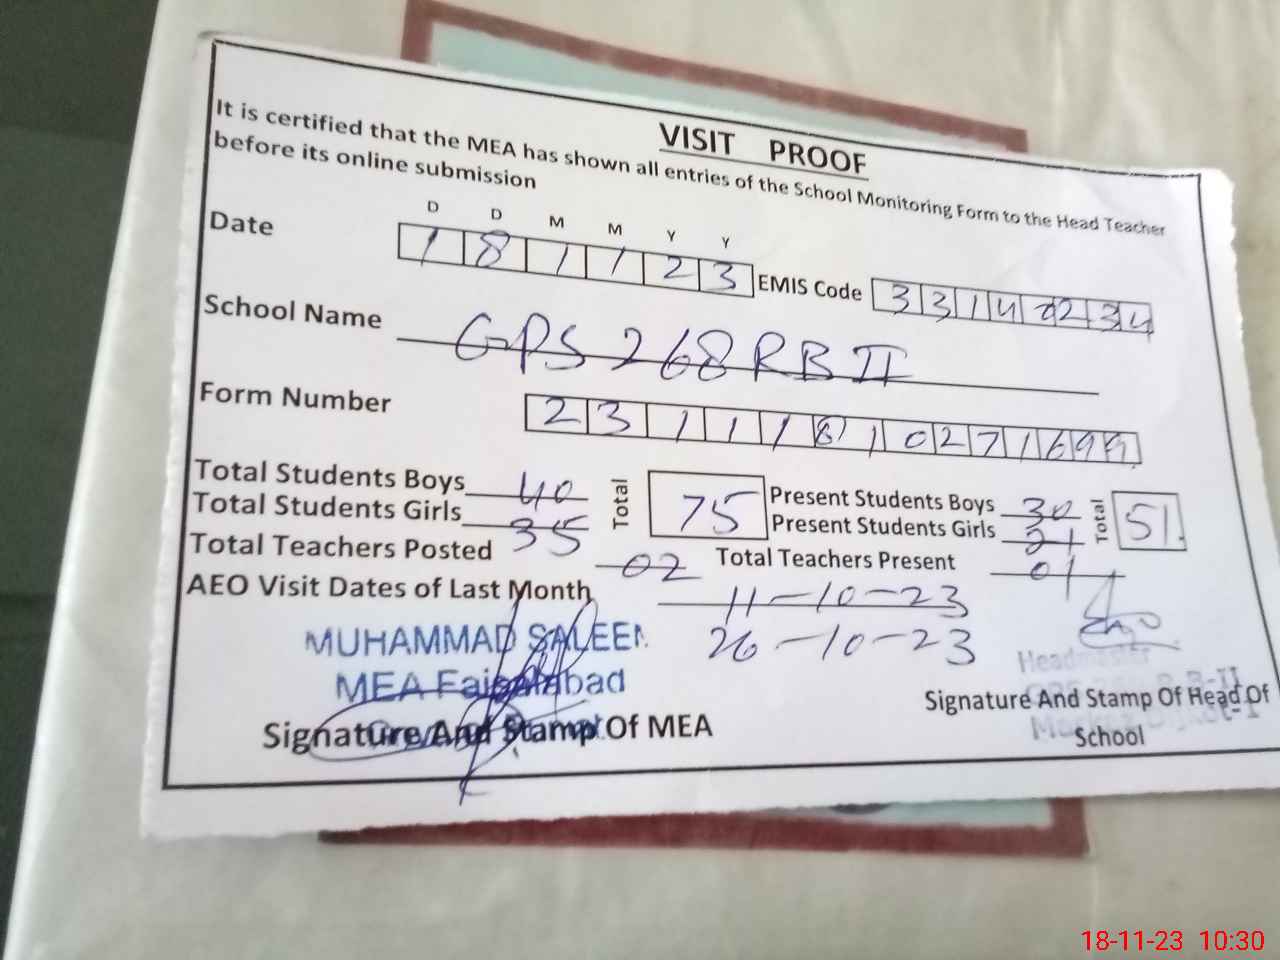 VISIT PROOF
It is certified that the MEA has shown all entries of the School Monitoring Form to the Head Teacher
before its online submission
D D M M Y Y
Date 1 8 1 1 2 3 EMIS Code 3 3 1 4 0 2 3 4
School Name GPS 268 RB II
Form Number 2 3 1 1 1 8 1 0 2 7 1 6 9 9
Total Students Boys 40 Total 75 Present Students Boys 30 Total 51
Total Students Girls 35 Present Students Girls 21
Total Teachers Posted 02 Total Teachers Present 01
AEO Visit Dates of Last Month 11-10-23
26-10-23
MUHAMMAD SALEEM
MEA Faisalabad
Headmaster
Signature And Stamp Of MEA
Signature And Stamp Of Head Of
School
18-11-23 10:30